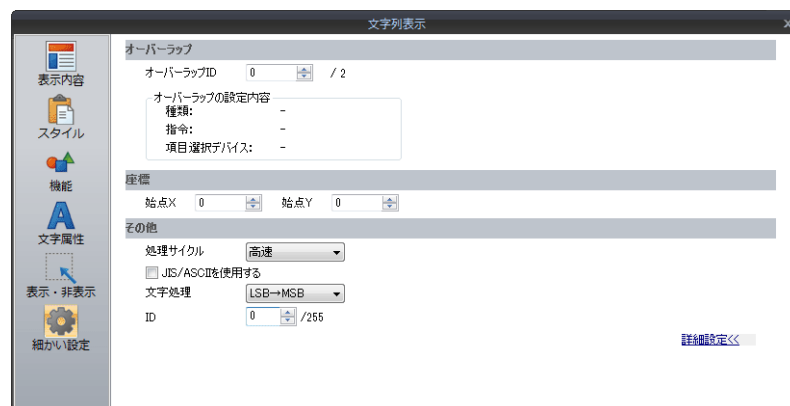 文字列表示
表示内容
スタイル
機能
文字属性
表示・非表示
細かい設定
オーバーラップ
オーバーラップID 0 / 2
オーバーラップの設定内容
種類: -
指令: -
項目選択デバイス: -
座標
始点X 0 始点Y 0
その他
処理サイクル 高速
JIS/ASCIIを使用する
文字処理 LSB→MSB
ID 0 /255
詳細設定<<